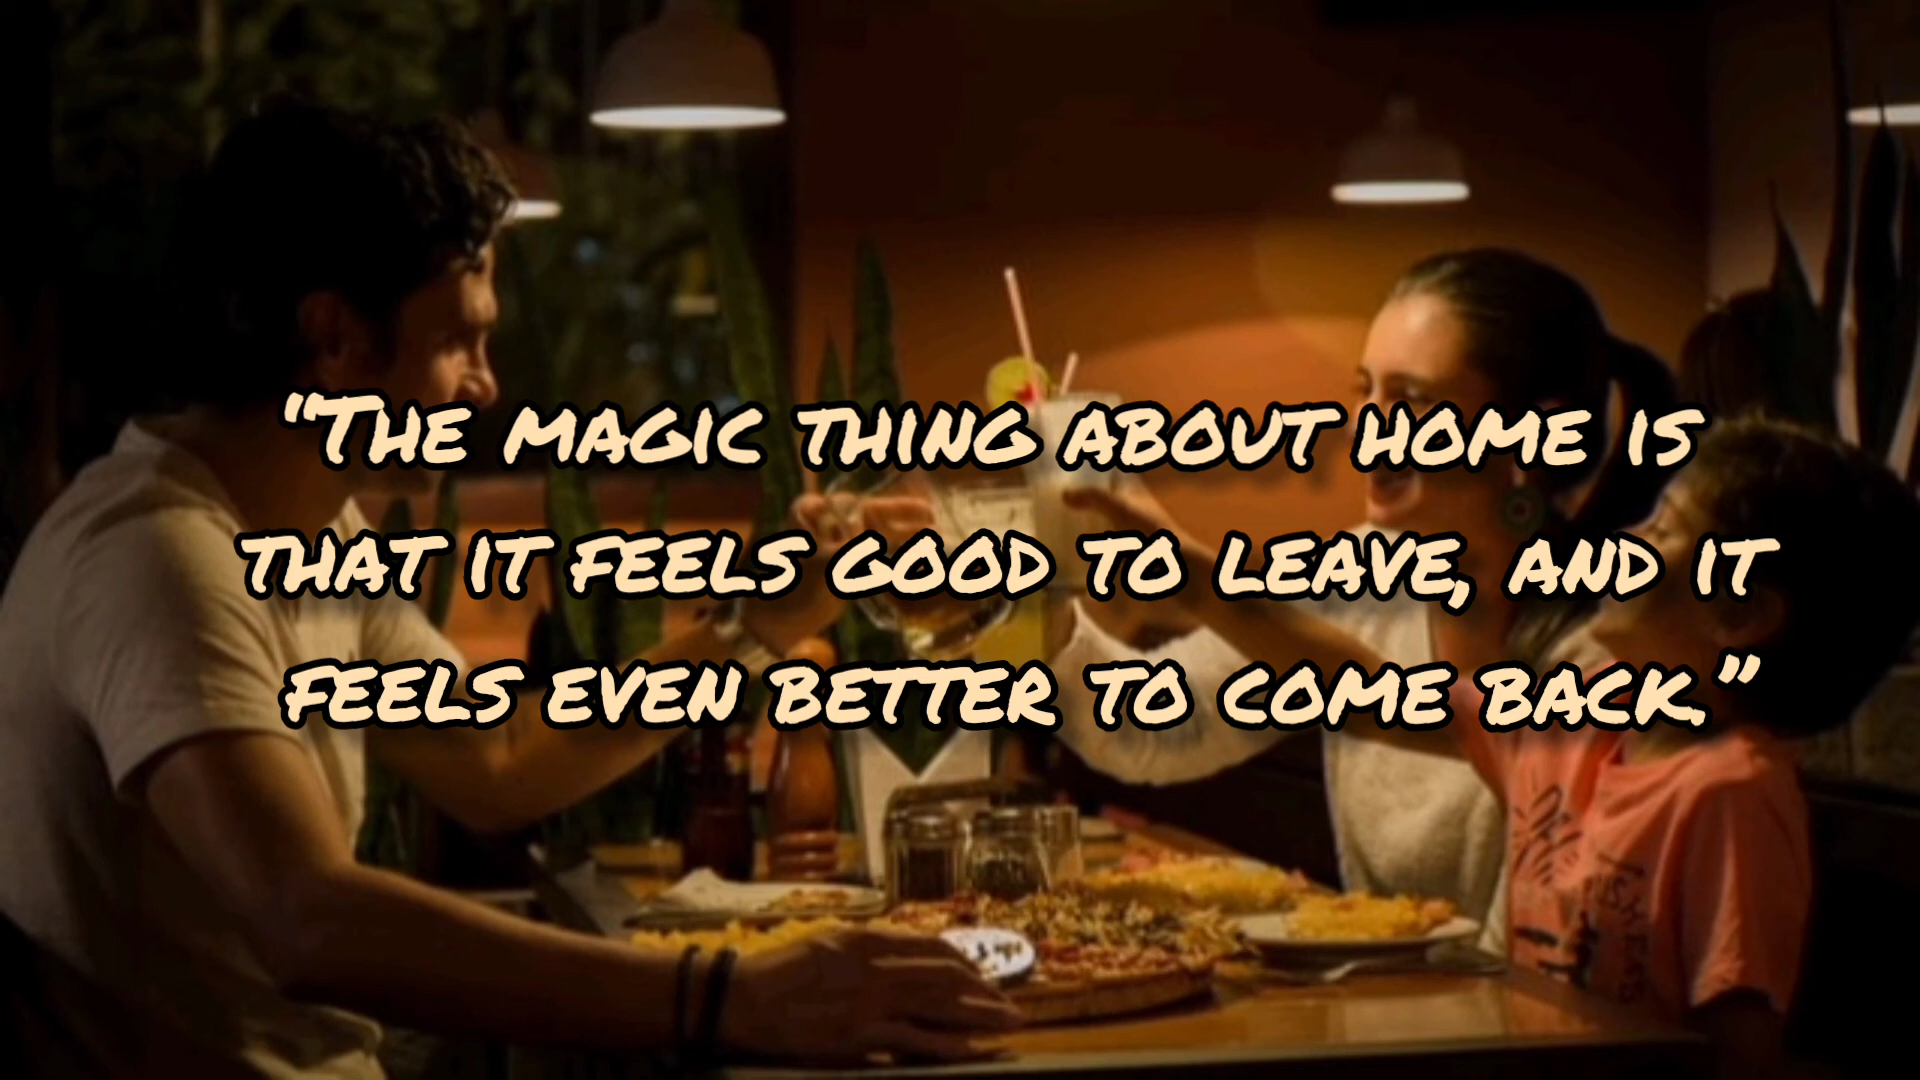 “The magic thing about home is
that it feels good to leave, and it
feels even better to come back.”